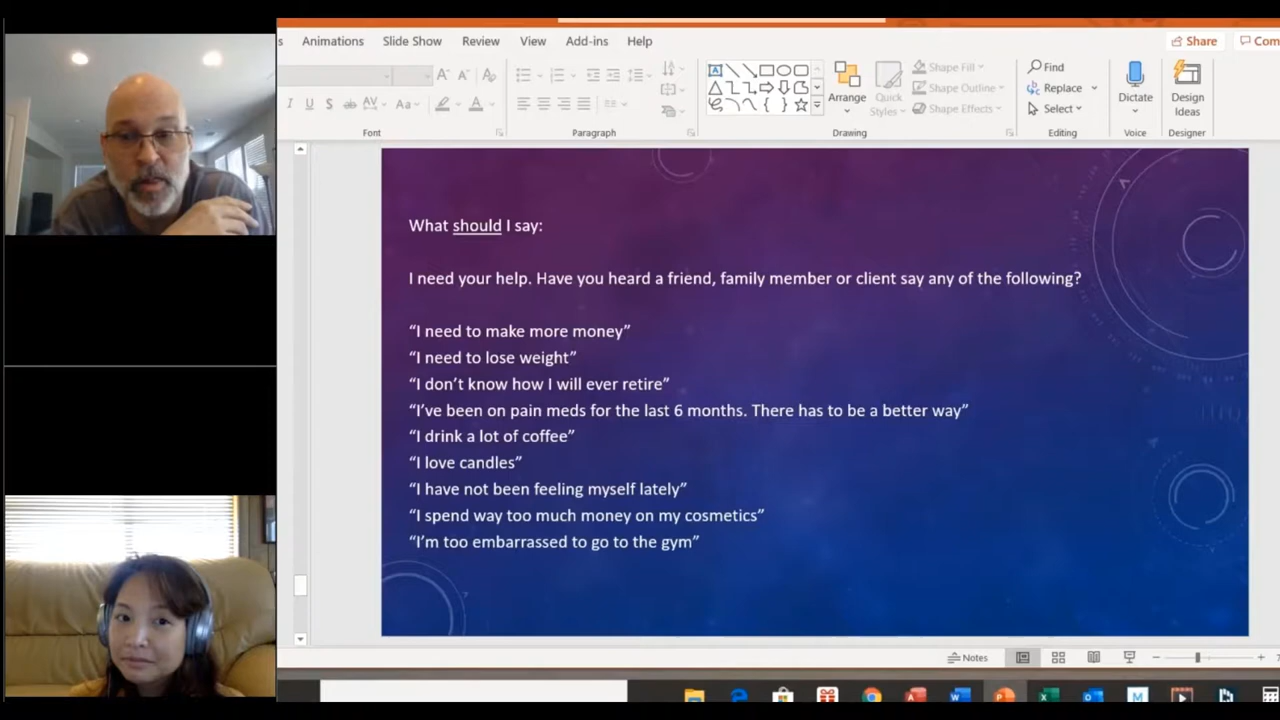 s Animations Slide Show Review View Add-ins Help Share Com
A A A Shape Fill Find
Arrange Quick Shape Outline Replace Dictate Design
I U S ab AV Aa A Styles Shape Effects Select Ideas
Font Paragraph Drawing Editing Voice Designer
What should I say:
I need your help. Have you heard a friend, family member or client say any of the following?
“I need to make more money”
“I need to lose weight”
“I don’t know how I will ever retire”
“I’ve been on pain meds for the last 6 months. There has to be a better way”
“I drink a lot of coffee”
“I love candles”
“I have not been feeling myself lately”
“I spend way too much money on my cosmetics”
“I’m too embarrassed to go to the gym”
Notes 7